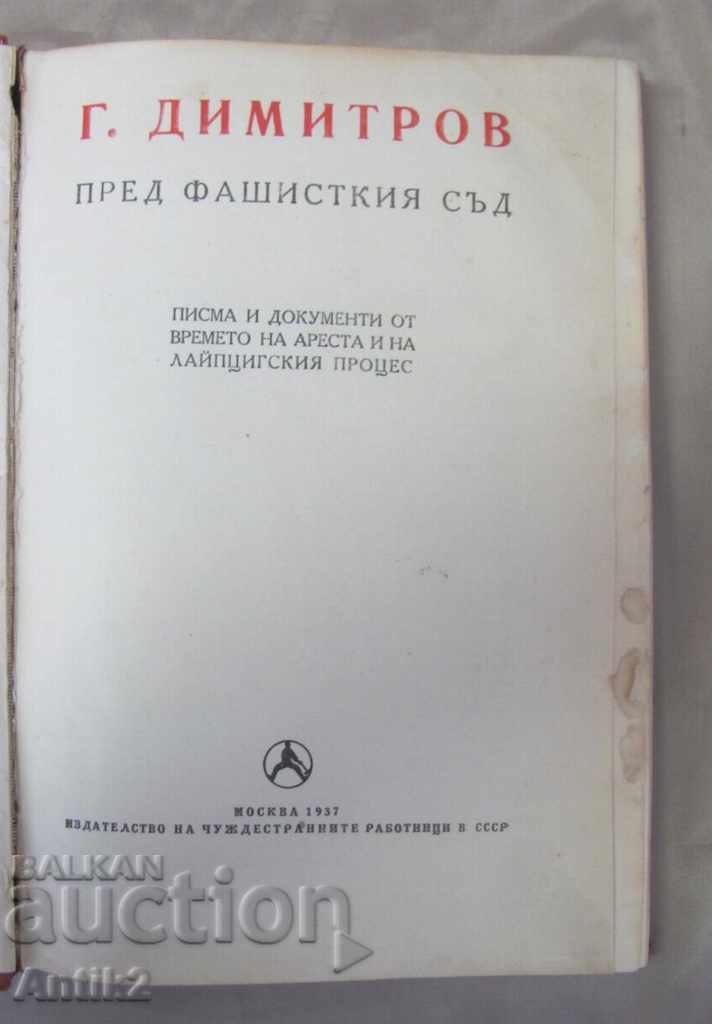 Г. ДИМИТРОВ
ПРЕД ФАШИСТКИЯ СЪД
ПИСМА И ДОКУМЕНТИ ОТ
ВРЕМЕТО НА АРЕСТА И НА
ЛАЙПЦИГСКИЯ ПРОЦЕС
МОСКВА 1937
ИЗДАТЕЛСТВО НА ЧУЖДЕСТРАННИТЕ РАБОТНИЦИ В СССР
BALKAN
auction
Antik2